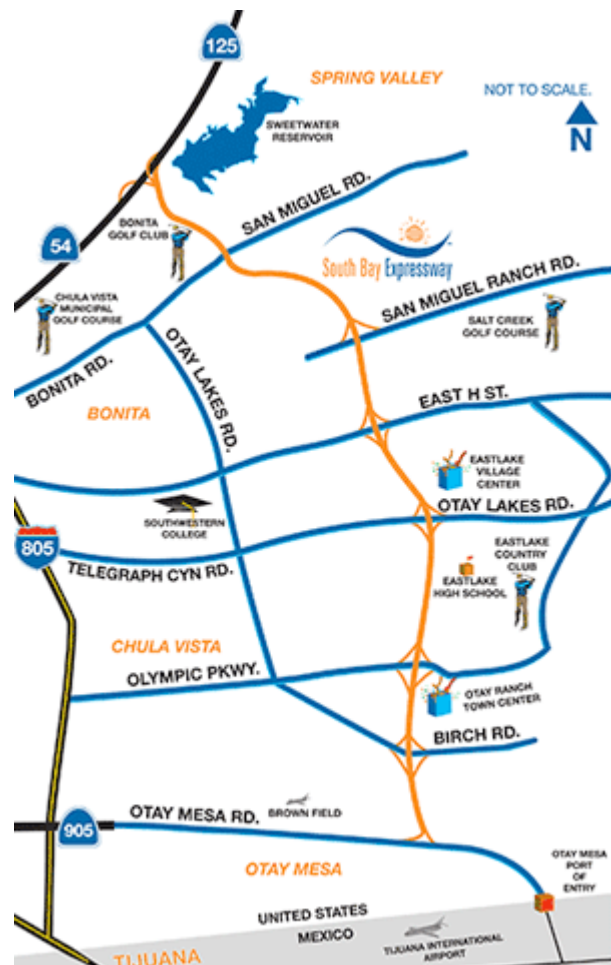 125
SPRING VALLEY
NOT TO SCALE.
N
SWEETWATER
RESERVOIR
SAN MIGUEL RD.
BONITA
GOLF CLUB
54
South Bay Expressway
SAN MIGUEL RANCH RD.
CHULA VISTA
MUNICIPAL
GOLF COURSE
SALT CREEK
GOLF COURSE
OTAY LAKES RD.
BONITA RD.
EAST H ST.
BONITA
EASTLAKE
VILLAGE
CENTER
OTAY LAKES RD.
SOUTHWESTERN
COLLEGE
805
EASTLAKE
COUNTRY
CLUB
TELEGRAPH CYN RD.
EASTLAKE
HIGH SCHOOL
CHULA VISTA
OLYMPIC PKWY.
OTAY RANCH
TOWN CENTER
BIRCH RD.
OTAY MESA RD.
BROWN FIELD
905
OTAY MESA
OTAY MESA
PORT
OF
ENTRY
UNITED STATES
MEXICO
TIJUANA INTERNATIONAL
AIRPORT
TIJUANA